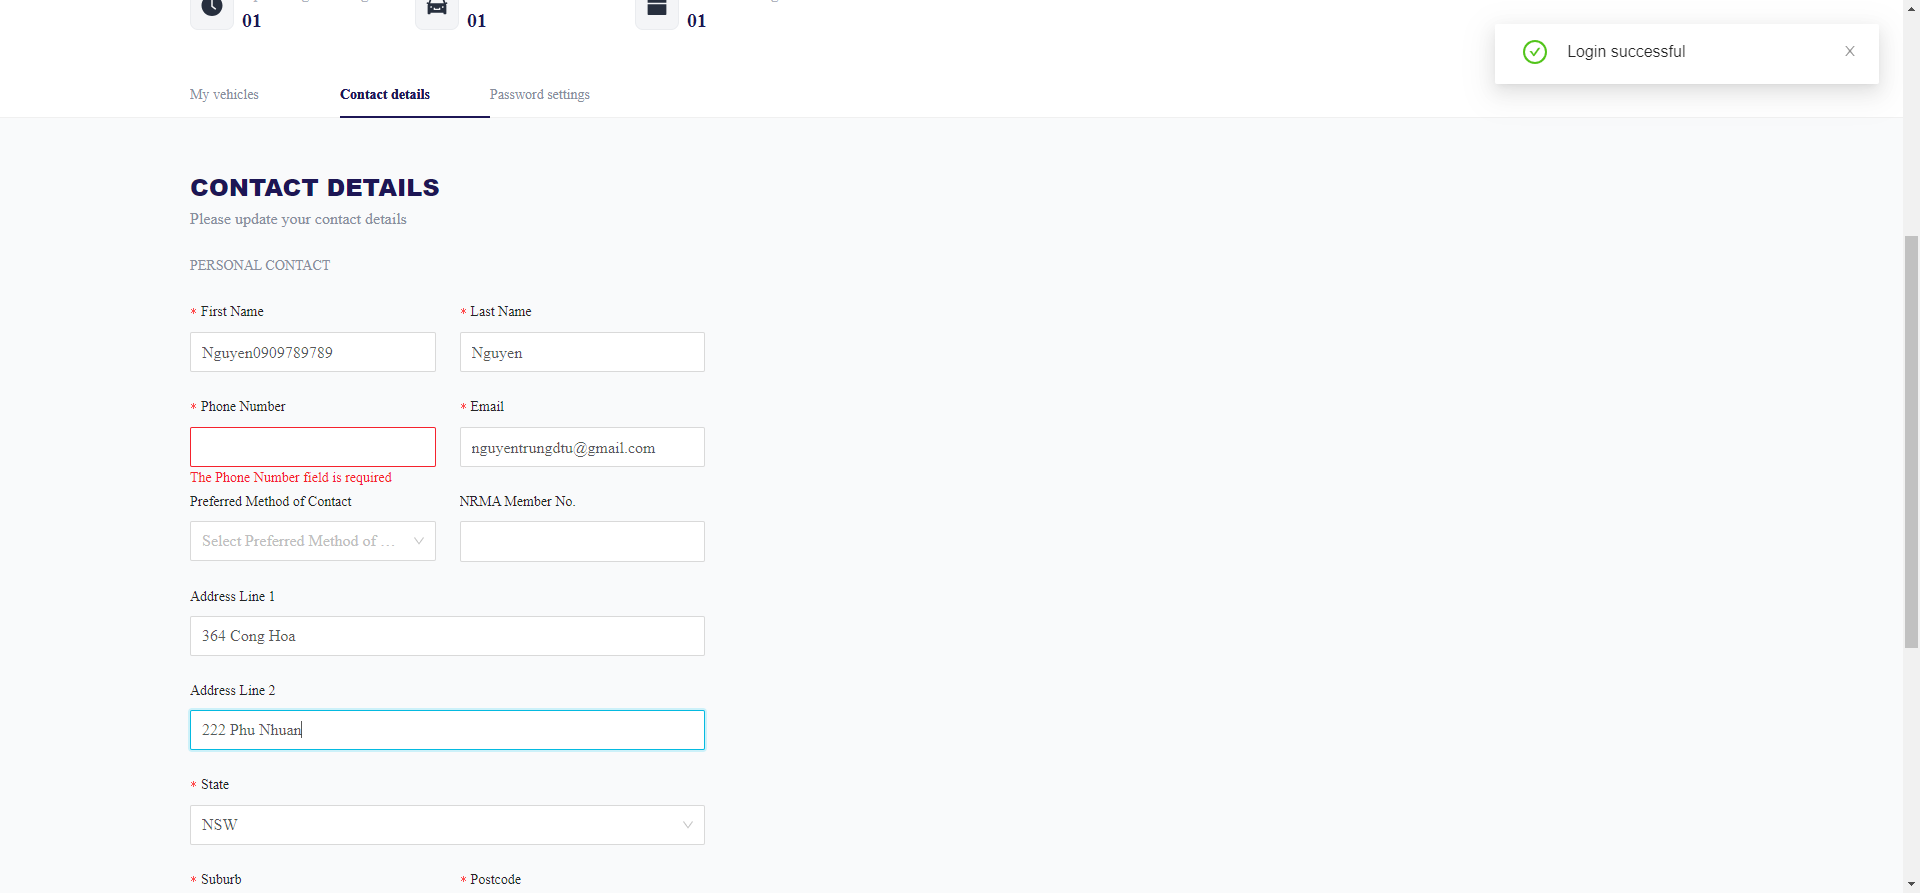 01 01 01
Login successful
My vehicles Contact details Password settings
CONTACT DETAILS
Please update your contact details
PERSONAL CONTACT
* First Name * Last Name
Nguyen0909789789 Nguyen
* Phone Number * Email
nguyentrungdtu@gmail.com
The Phone Number field is required
Preferred Method of Contact NRMA Member No.
Select Preferred Method of ...
Address Line 1
364 Cong Hoa
Address Line 2
222 Phu Nhuan
* State
NSW
* Suburb * Postcode